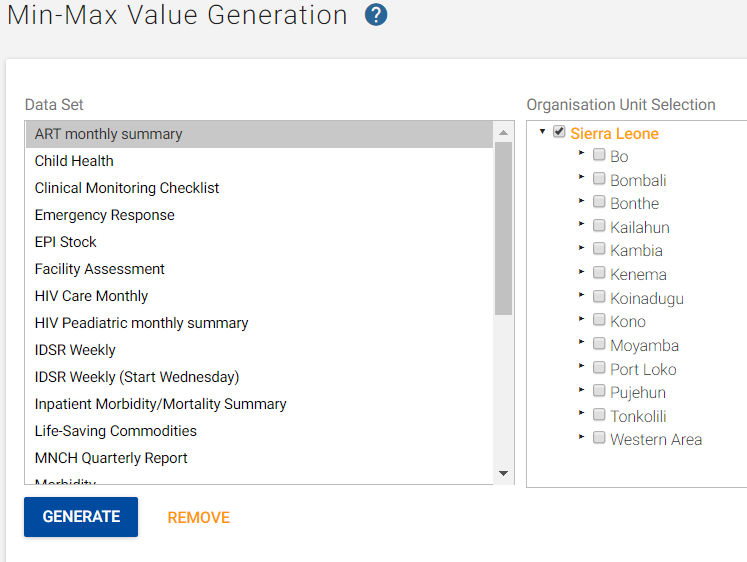 Min-Max Value Generation ?
Data Set
ART monthly summary
Child Health
Clinical Monitoring Checklist
Emergency Response
EPI Stock
Facility Assessment
HIV Care Monthly
HIV Peadiatric monthly summary
IDSR Weekly
IDSR Weekly (Start Wednesday)
Inpatient Morbidity/Mortality Summary
Life-Saving Commodities
MNCH Quarterly Report
Morbidity
GENERATE
REMOVE
Organisation Unit Selection
Sierra Leone
Bo
Bombali
Bonthe
Kailahun
Kambia
Kenema
Koinadugu
Kono
Moyamba
Port Loko
Pujehun
Tonkolili
Western Area